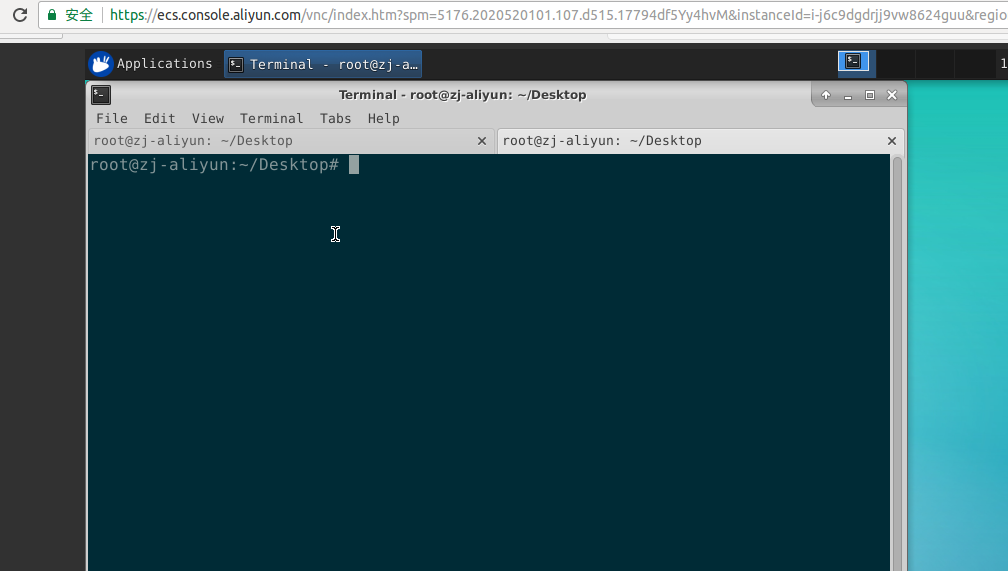 安全 https://ecs.console.aliyun.com/vnc/index.htm?spm=5176.2020520101.107.d515.17794df5Yy4hvM&instanceId=i-j6c9dgdrjj9vw8624guu&regio
Applications Terminal - root@zj-a… 1
Terminal - root@zj-aliyun: ~/Desktop
File Edit View Terminal Tabs Help
root@zj-aliyun: ~/Desktop root@zj-aliyun: ~/Desktop
root@zj-aliyun:~/Desktop#